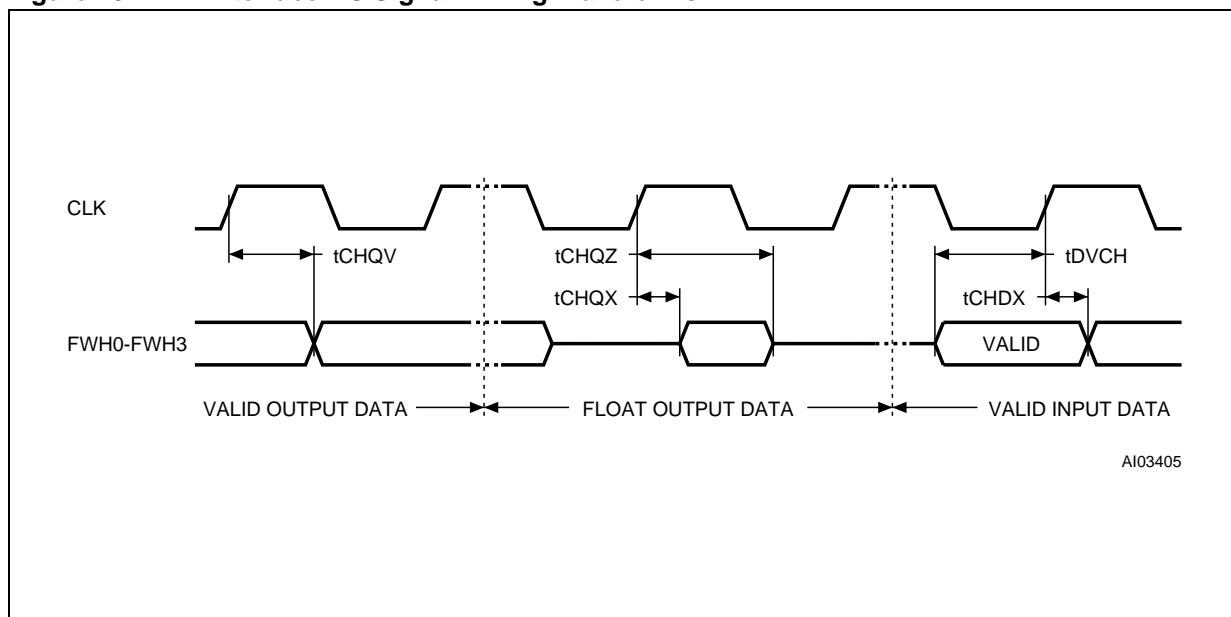 CLK
tCHQV
tCHQZ
tDVCH
tCHQX
tCHDX
FWH0-FWH3
VALID
VALID OUTPUT DATA
FLOAT OUTPUT DATA
VALID INPUT DATA
AI03405